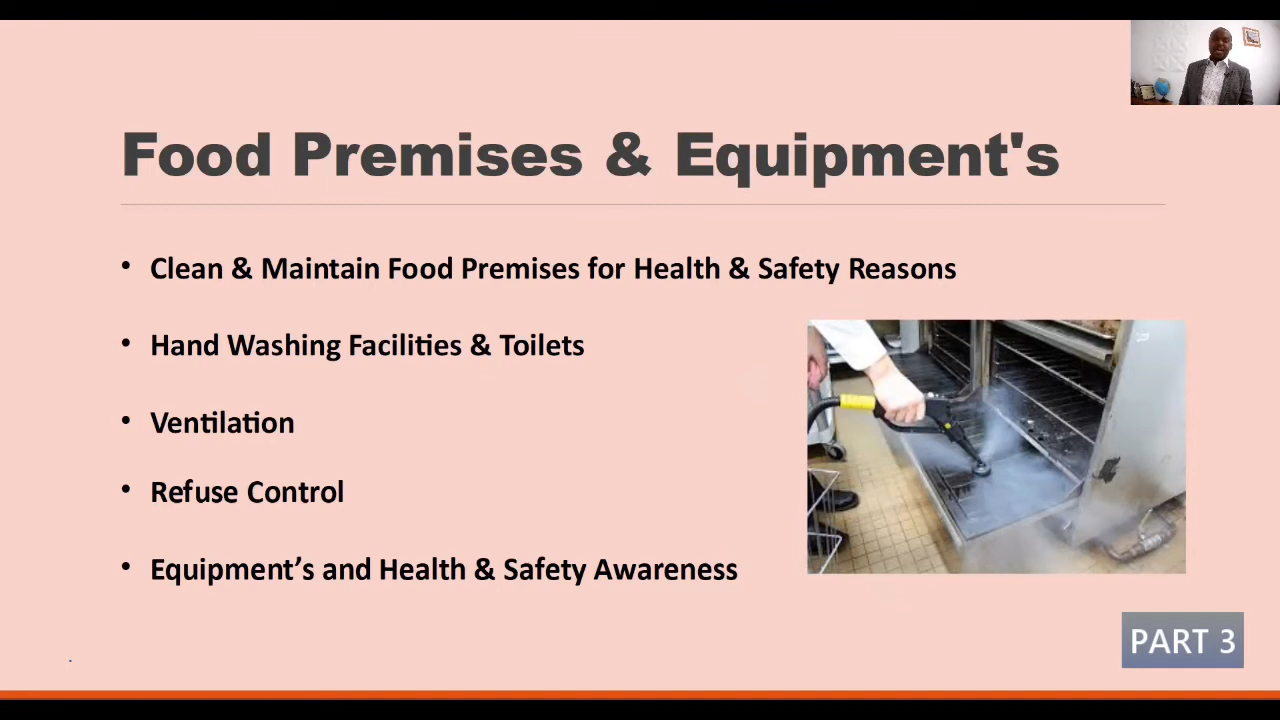 Food Premises & Equipment's
• Clean & Maintain Food Premises for Health & Safety Reasons
• Hand Washing Facilities & Toilets
• Ventilation
• Refuse Control
• Equipment’s and Health & Safety Awareness
PART 3